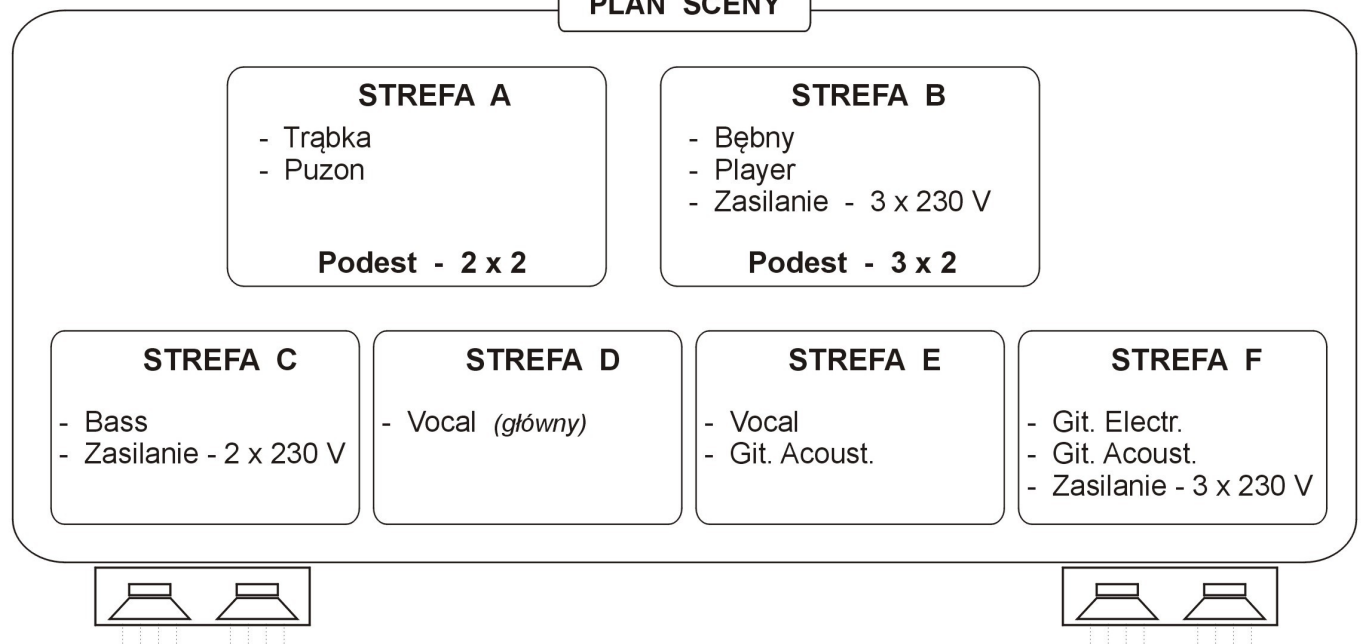 PLAN SCENY
STREFA A
- Trąbka
- Puzon
Podest - 2 x 2
STREFA B
- Bębny
- Player
- Zasilanie - 3 x 230 V
Podest - 3 x 2
STREFA C
- Bass
- Zasilanie - 2 x 230 V
STREFA D
- Vocal (główny)
STREFA E
- Vocal
- Git. Acoust.
STREFA F
- Git. Electr.
- Git. Acoust.
- Zasilanie - 3 x 230 V